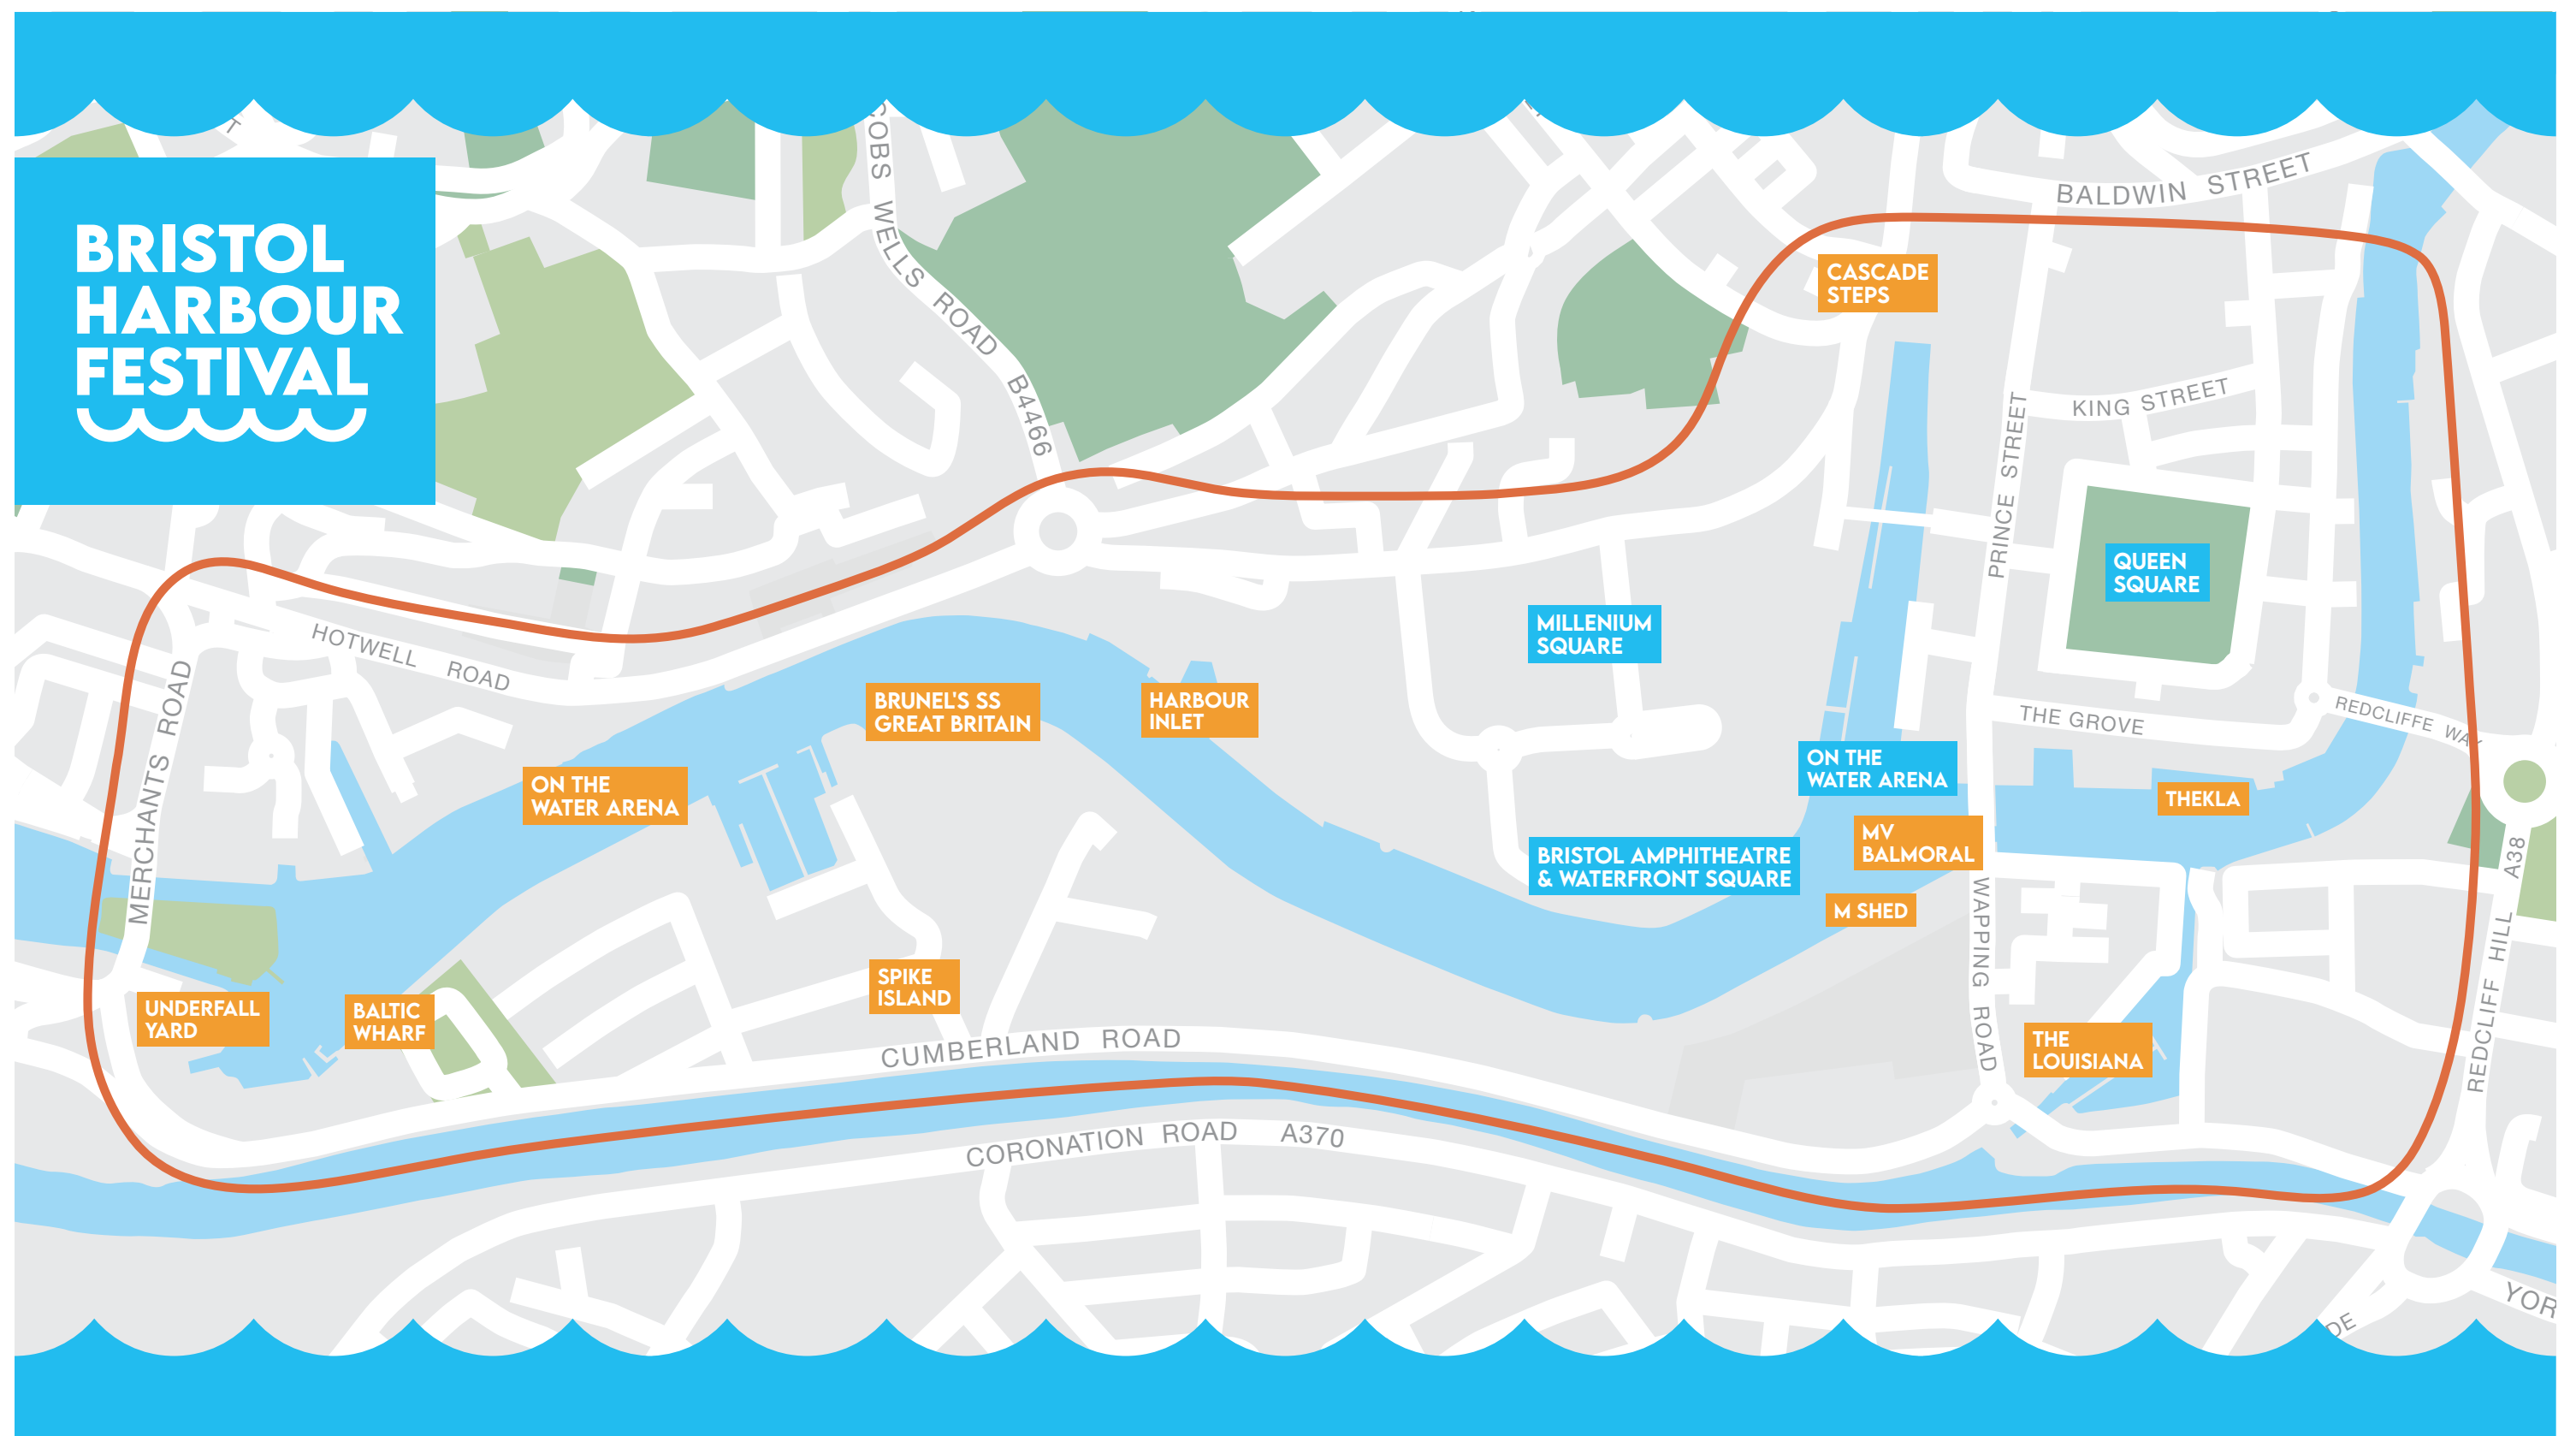 BRISTOL
HARBOUR
FESTIVAL
T
COBS WELLS ROAD B4466
BALDWIN STREET
CASCADE
STEPS
KING STREET
PRINCE STREET
QUEEN
SQUARE
MILLENIUM
SQUARE
HOTWELL ROAD
MERCHANTS ROAD
BRUNEL'S SS
GREAT BRITAIN
HARBOUR
INLET
THE GROVE
REDCLIFFE WAY
ON THE
WATER ARENA
ON THE
WATER ARENA
THEKLA
MV
BALMORAL
BRISTOL AMPHITHEATRE
& WATERFRONT SQUARE
M SHED
WAPPING ROAD
REDCLIFF HILL A38
SPIKE
ISLAND
UNDERFALL
YARD
BALTIC
WHARF
THE
LOUISIANA
CUMBERLAND ROAD
CORONATION ROAD A370
YOR
DE